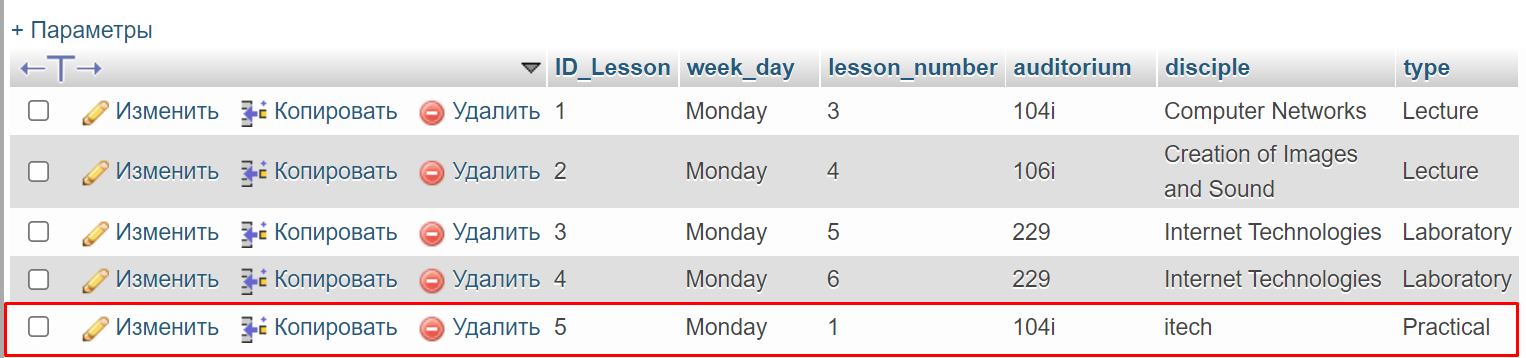 + Параметры
←T→ ID_Lesson week_day lesson_number auditorium disciple type
Изменить Копировать Удалить 1 Monday 3 104i Computer Networks Lecture
Изменить Копировать Удалить 2 Monday 4 106i Creation of Images
and Sound Lecture
Изменить Копировать Удалить 3 Monday 5 229 Internet Technologies Laboratory
Изменить Копировать Удалить 4 Monday 6 229 Internet Technologies Laboratory
Изменить Копировать Удалить 5 Monday 1 104i itech Practical